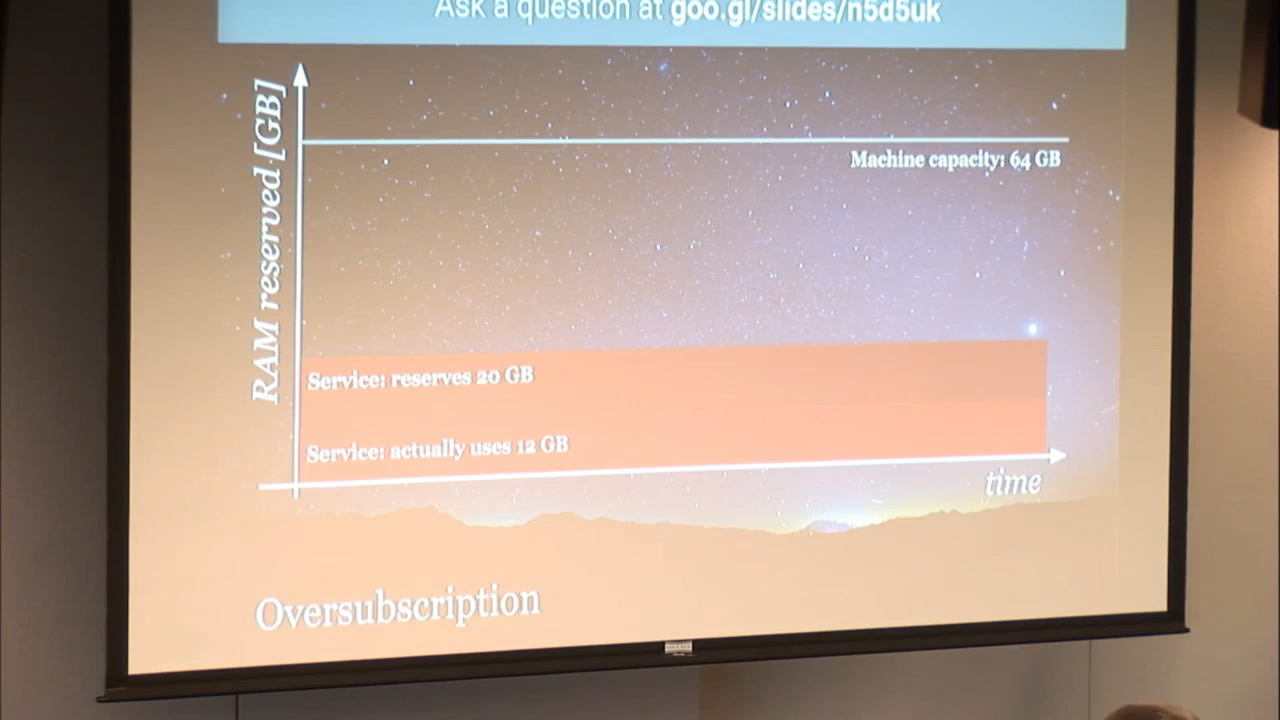 Ask a question at goo.gl/slides/n5d5uk
RAM reserved [GB]
Machine capacity: 64 GB
Service: reserves 20 GB
Service: actually uses 12 GB
time
Oversubscription